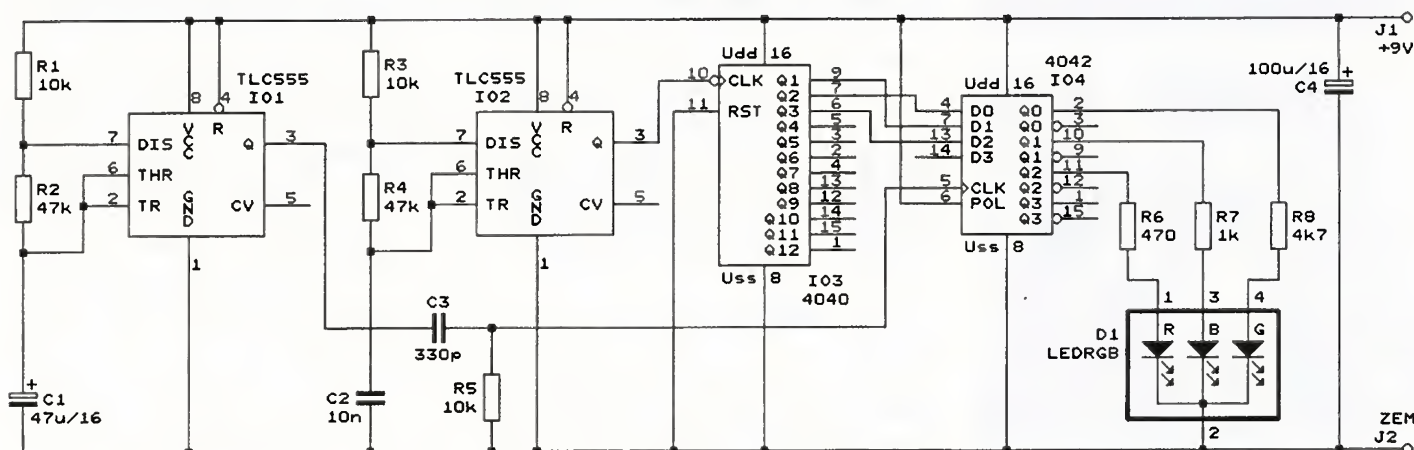 R1
10k
R2
47k
C1
47u/16
+
TLC555
IO1
8
4
VCC
R
7
DIS
Q
3
6
THR
2
TR
GND
CV
5
1
R3
10k
R4
47k
C2
10n
TLC555
IO2
8
4
VCC
R
7
DIS
Q
3
6
THR
2
TR
GND
CV
5
1
C3
330p
R5
10k
Udd 16
10 CLK
11 RST
Q1 9
Q2 7
Q3 6
Q4 5
Q5 3
Q6 2
Q7 4
Q8 13
Q9 12
Q10 14
Q11 15
Q12 1
Uss 8
IO3
4040
4042
IO4
Udd 16
4 D0
7 D1
13 D2
14 D3
5 CLK
6 POL
Q0 2
Q0 3
Q1 10
Q1 9
Q2 11
Q2 12
Q3 1
Q3 15
Uss 8
R6
470
R7
1k
R8
4k7
1 3 4
D1
LEDRGB
R B G
2
100u/16
+
C4
J1
+9V
ZEM
J2